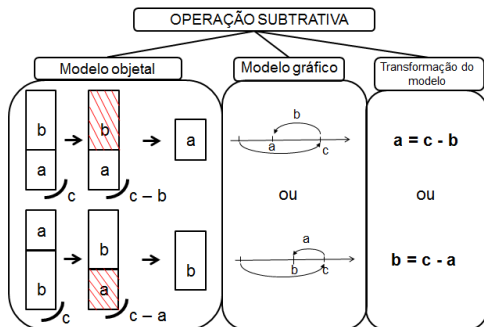 OPERAÇÃO SUBTRATIVA
Modelo objetal
b
a
c
b
a
c – b
a
a
b
c
b
a
c – a
b
Modelo gráfico
b
a
c
ou
a
b
c
Transformação do
modelo
a = c - b
ou
b = c - a